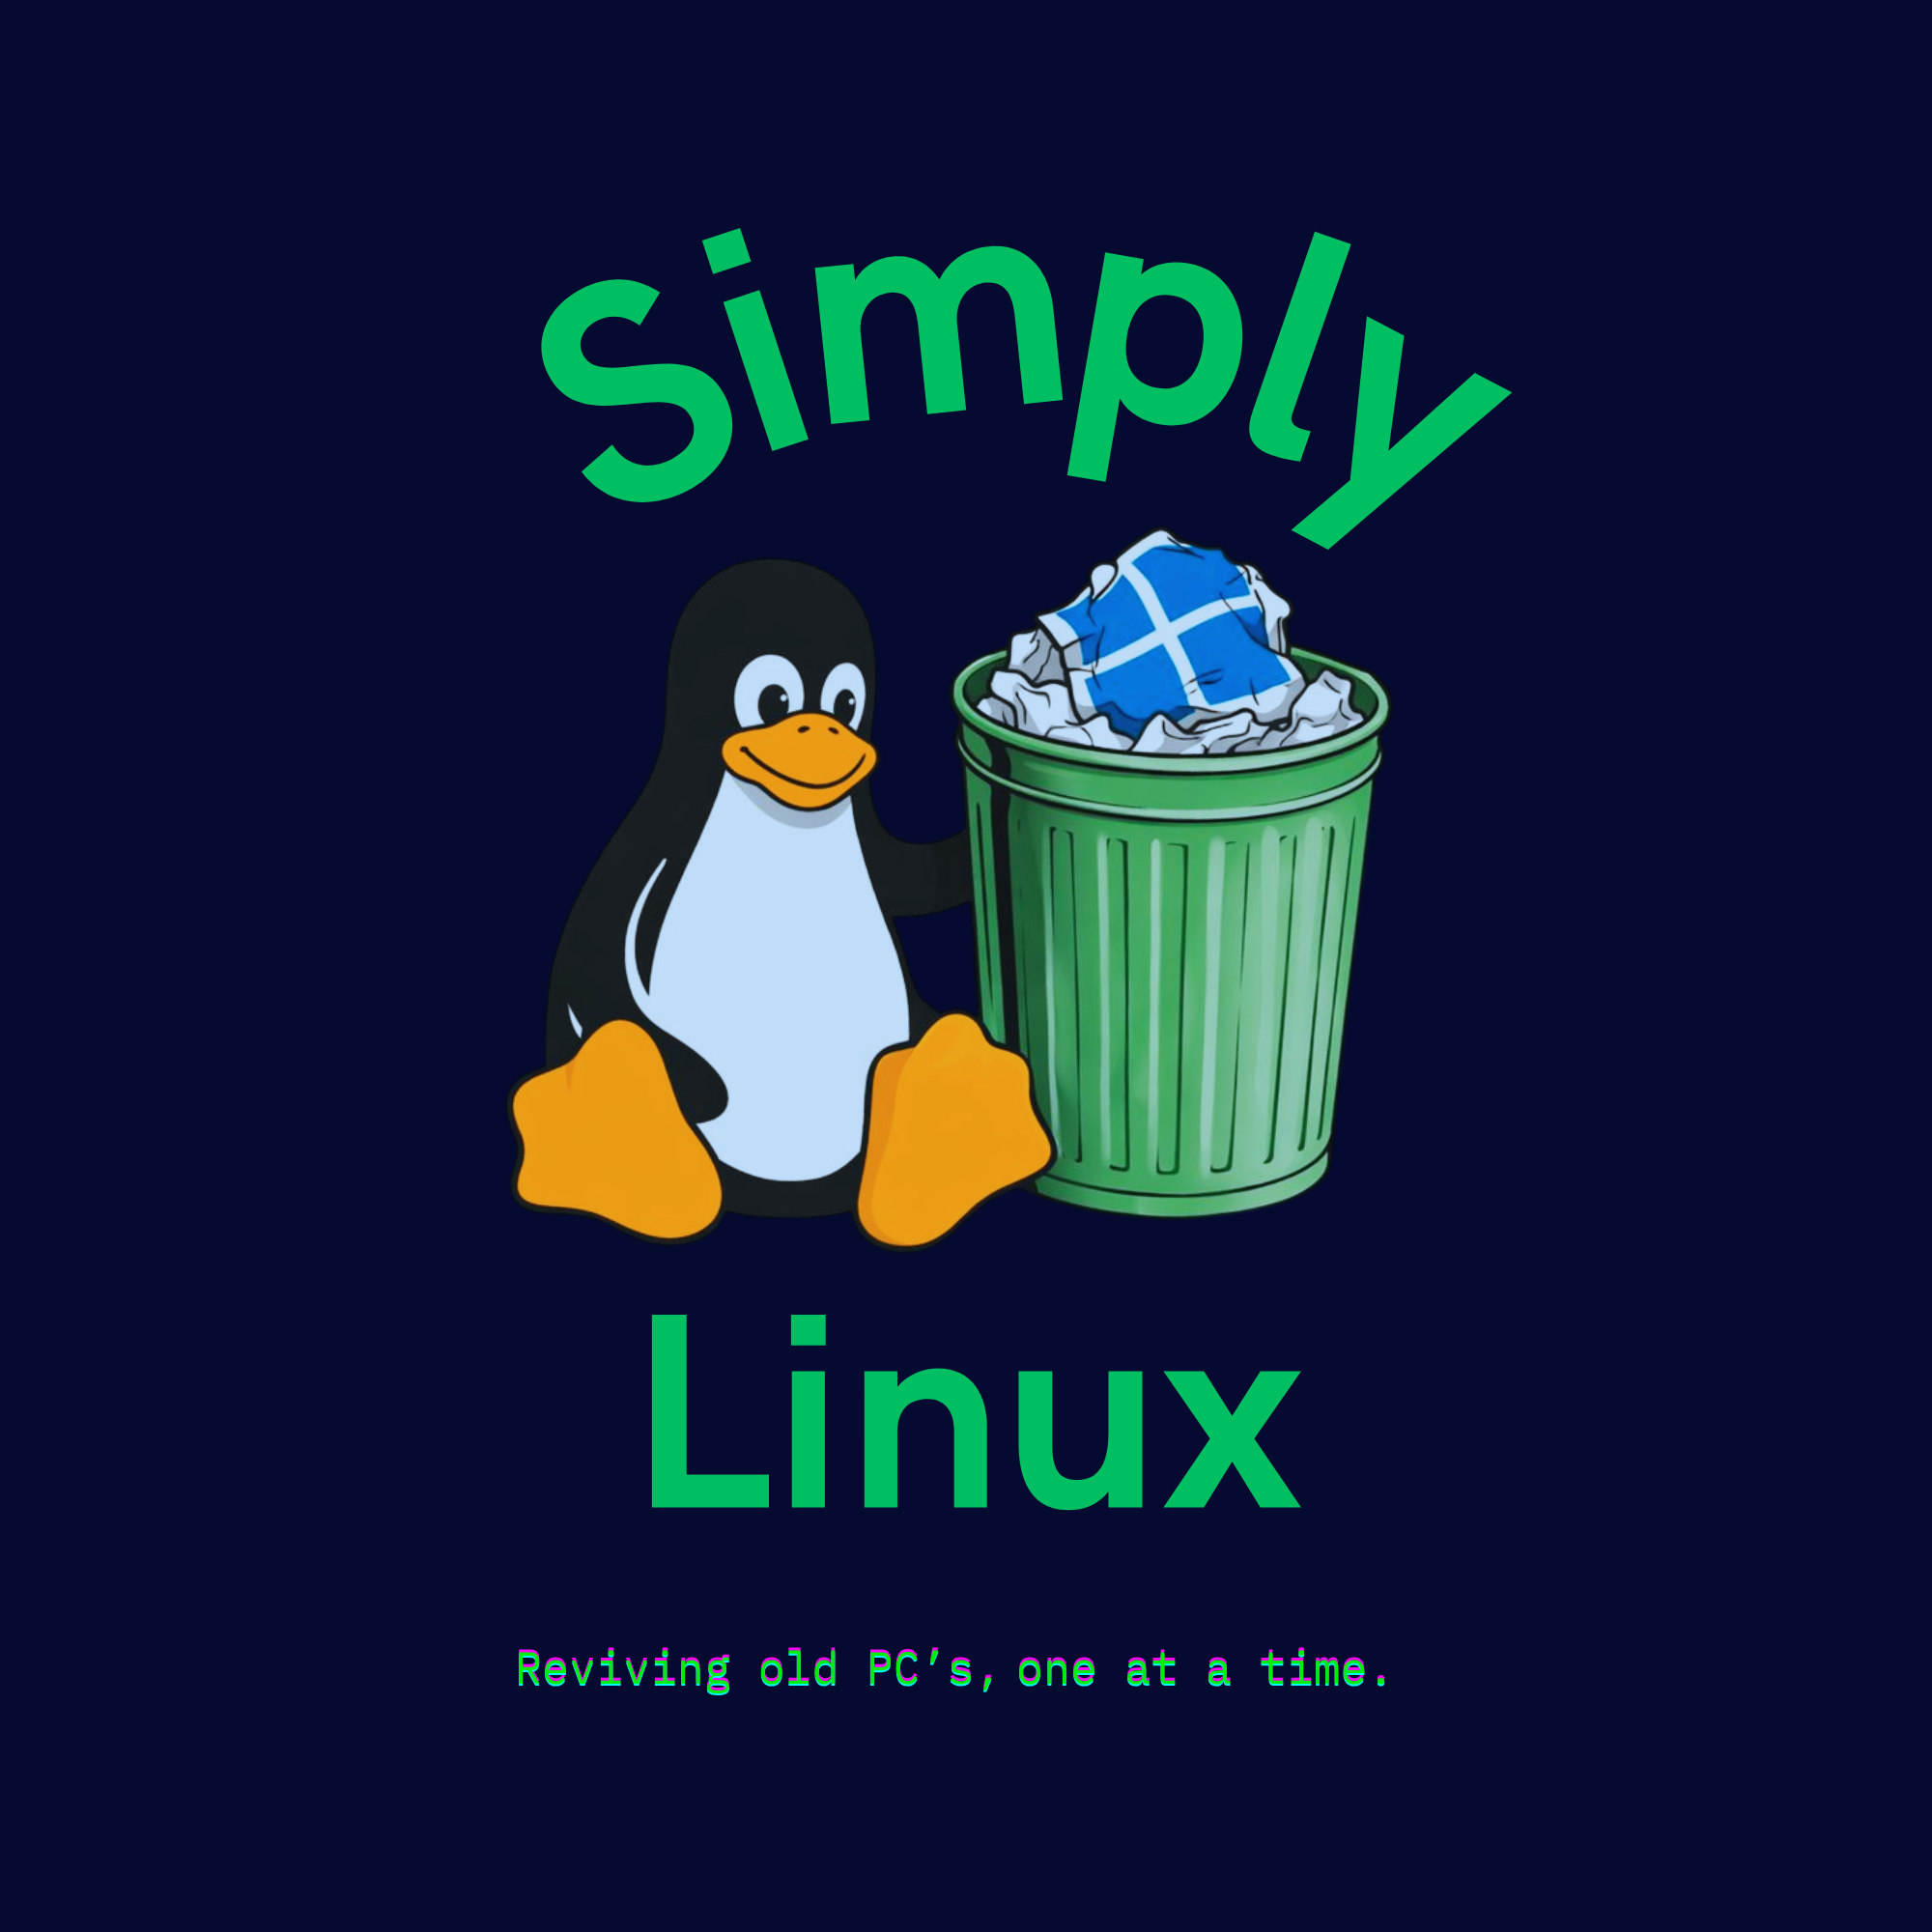 Simply
Linux
Reviving old PC's, one at a time.